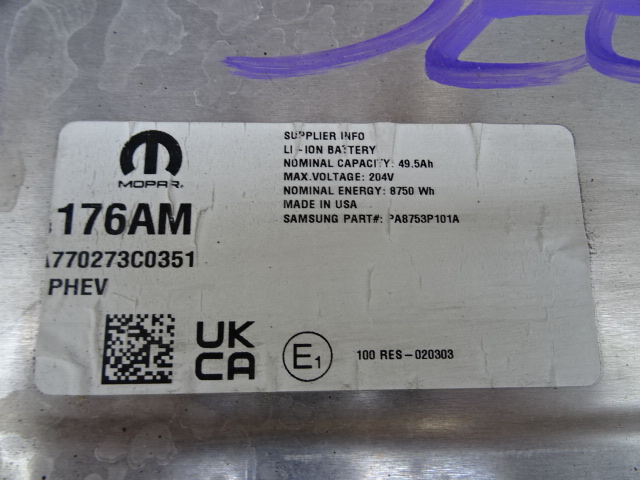 MOPAR®
176AM
770273C0351
PHEV
SUPPLIER INFO
LI-ION BATTERY
NOMINAL CAPACITY: 49.5Ah
MAX.VOLTAGE: 204V
NOMINAL ENERGY: 8750 Wh
MADE IN USA
SAMSUNG PART#: PA8753P101A
UK
CA
E1
100 RES-020303